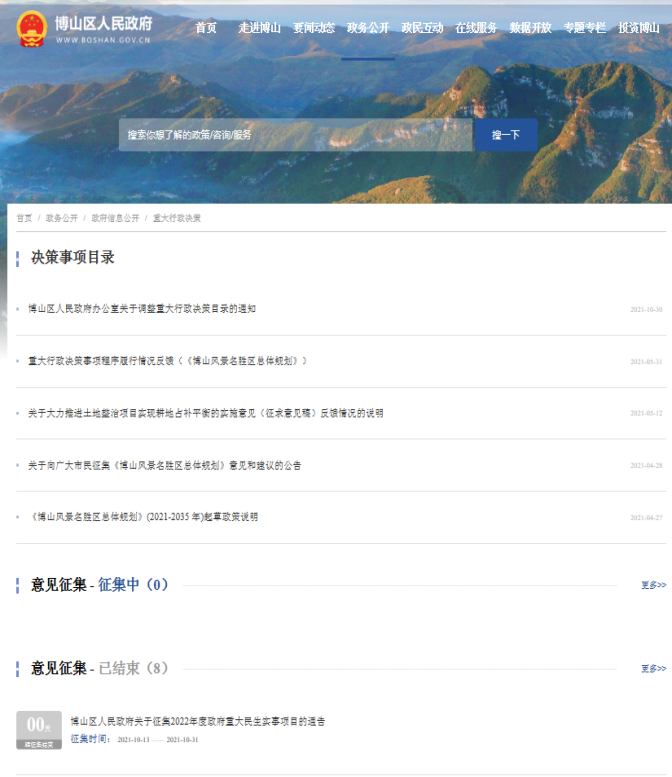 博山区人民政府
WWW.BOSHAN.GOV.CN
首页 走进博山 要闻动态 政务公开 政民互动 在线服务 数据开放 专题专栏 投资博山
搜索你想了解的政策/咨询/服务 搜一下
首页 / 政务公开 / 政府信息公开 / 重大行政决策
决策事项目录
博山区人民政府办公室关于调整重大行政决策目录的通知 2021-10-30
重大行政决策事项程序履行情况反馈(《博山风景名胜区总体规划》) 2021-05-31
关于大力推进土地整治项目实现耕地占补平衡的实施意见(征求意见稿)反馈情况的说明 2021-05-12
关于向广大市民征集《博山风景名胜区总体规划》意见和建议的公告 2021-04-28
《博山风景名胜区总体规划》(2021-2035 年)起草政策说明 2021-04-27
意见征集 - 征集中(0) 更多>>
意见征集 - 已结束(8) 更多>>
00天
距征集结束
博山区人民政府关于征集2022年度政府重大民生实事项目的通告
征集时间: 2021-10-13 —— 2021-10-31